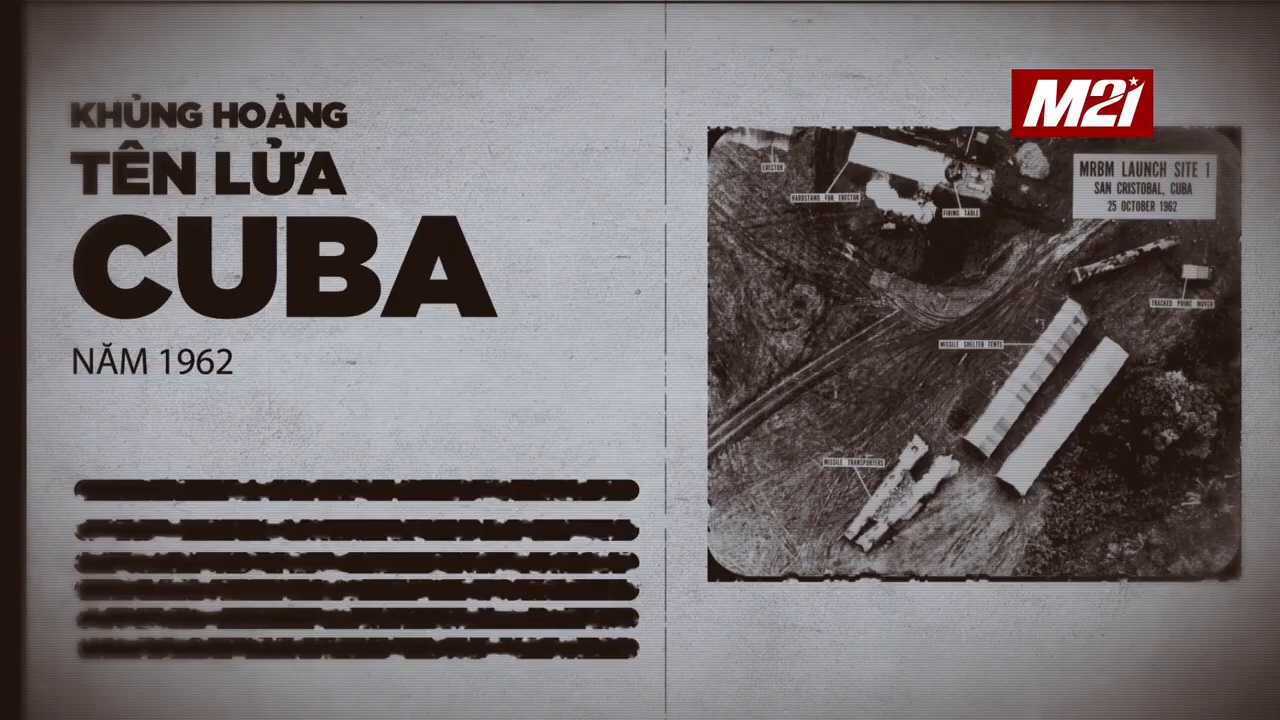 KHỦNG HOẢNG
TÊN LỬA
CUBA
NĂM 1962
M21
ERECTOR
HARDSTAND FOR ERECTOR
FIRING TABLE
MRBM LAUNCH SITE 1
SAN CRISTOBAL, CUBA
25 OCTOBER 1962
TRACKED PRIME MOVER
MISSILE SHELTER TENTS
MISSILE TRANSPORTERS